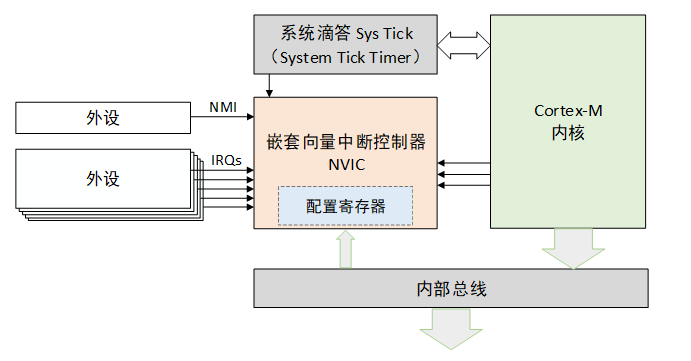 系统滴答 Sys Tick
（System Tick Timer）
NMI
外设
IRQs
外设
嵌套向量中断控制器
NVIC
配置寄存器
Cortex-M
内核
内部总线